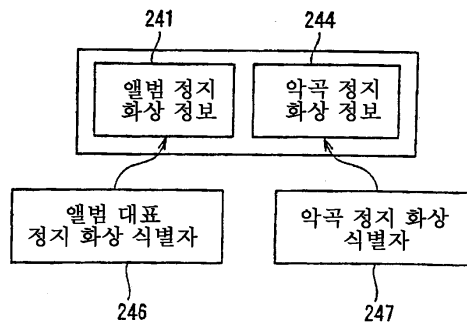 241
244
앨범 정지
화상 정보
악곡 정지
화상 정보
앨범 대표
정지 화상 식별자
악곡 정지 화상
식별자
246
247